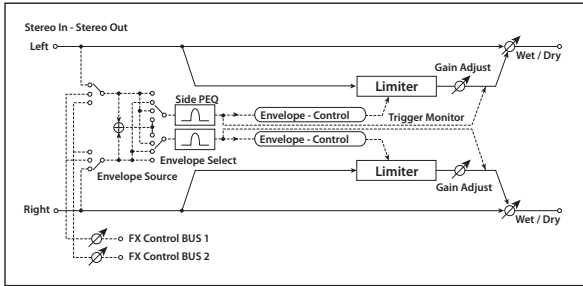 Stereo In - Stereo Out
Left
Wet / Dry
Gain Adjust
Limiter
Side PEQ
Envelope - Control
Trigger Monitor
Envelope - Control
Envelope Select
Envelope Source
Limiter
Gain Adjust
Right
Wet / Dry
FX Control BUS 1
FX Control BUS 2